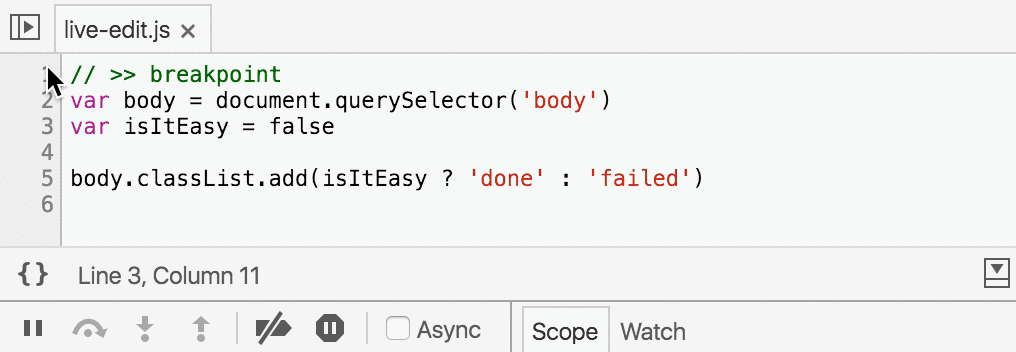 live-edit.js ×
1 // >> breakpoint
2 var body = document.querySelector('body')
3 var isItEasy = false
4
5 body.classList.add(isItEasy ? 'done' : 'failed')
6
{} Line 3, Column 11
Async Scope Watch